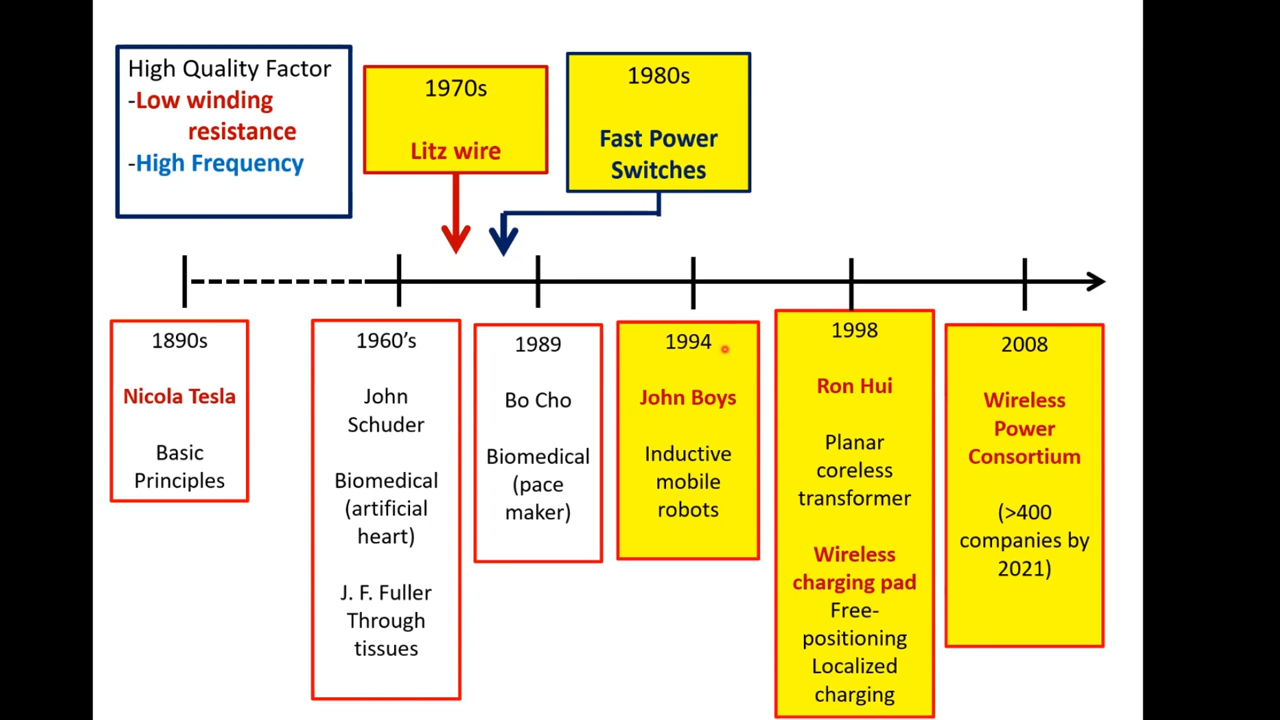 High Quality Factor
-Low winding
resistance
-High Frequency
1970s
Litz wire
1980s
Fast Power
Switches
1890s
Nicola Tesla
Basic
Principles
1960’s
John
Schuder
Biomedical
(artificial
heart)
J. F. Fuller
Through
tissues
1989
Bo Cho
Biomedical
(pace
maker)
1994
John Boys
Inductive
mobile
robots
1998
Ron Hui
Planar
coreless
transformer
Wireless
charging pad
Free-
positioning
Localized
charging
2008
Wireless
Power
Consortium
(>400
companies by
2021)